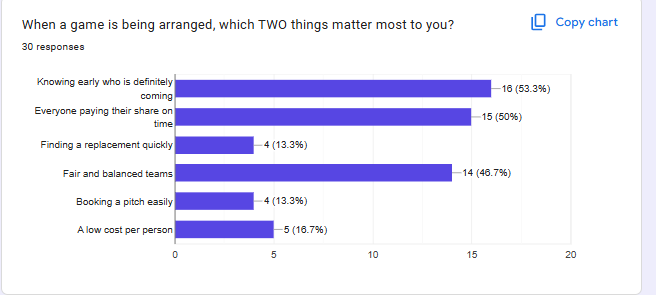 When a game is being arranged, which TWO things matter most to you?
Copy chart
30 responses
Knowing early who is definitely
coming
16 (53.3%)
Everyone paying their share on
time
15 (50%)
Finding a replacement quickly
4 (13.3%)
Fair and balanced teams
14 (46.7%)
Booking a pitch easily
4 (13.3%)
A low cost per person
5 (16.7%)
0 5 10 15 20